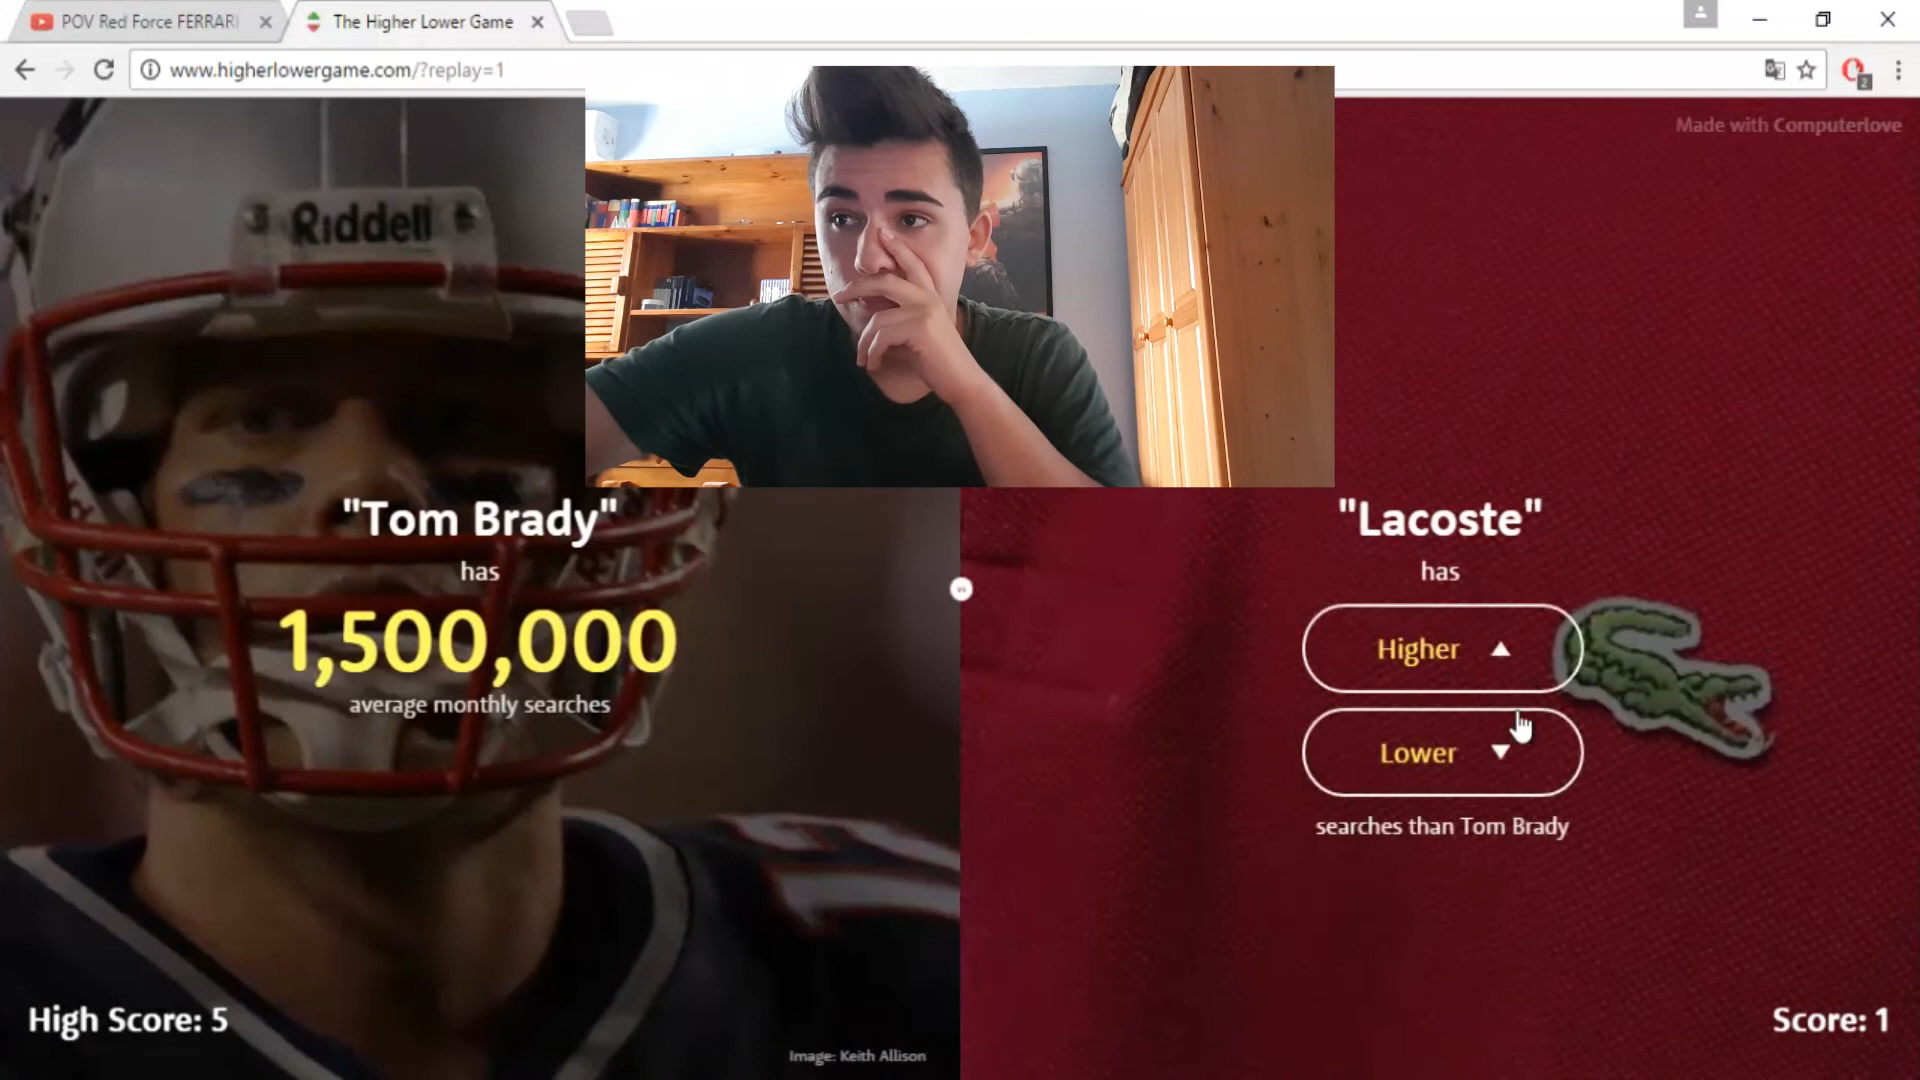 POV Red Force FERRARI
The Higher Lower Game
www.higherlowergame.com/?replay=1
2
Made with Computerlove
Riddell
"Tom Brady"
has
1,500,000
average monthly searches
"Lacoste"
has
Higher
Lower
searches than Tom Brady
High Score: 5
Score: 1
Image: Keith Allison